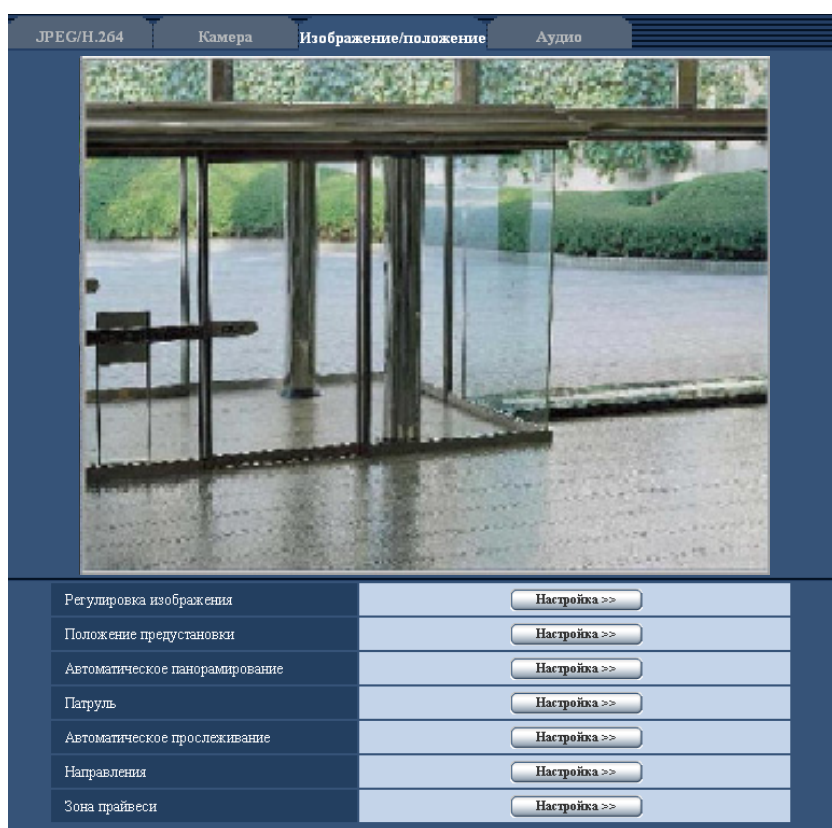 JPEG/H.264 Камера Изображение/положение Аудио
Регулировка изображения Настройка >>
Положение предустановки Настройка >>
Автоматическое панорамирование Настройка >>
Патруль Настройка >>
Автоматическое прослеживание Настройка >>
Направления Настройка >>
Зона прайвеси Настройка >>